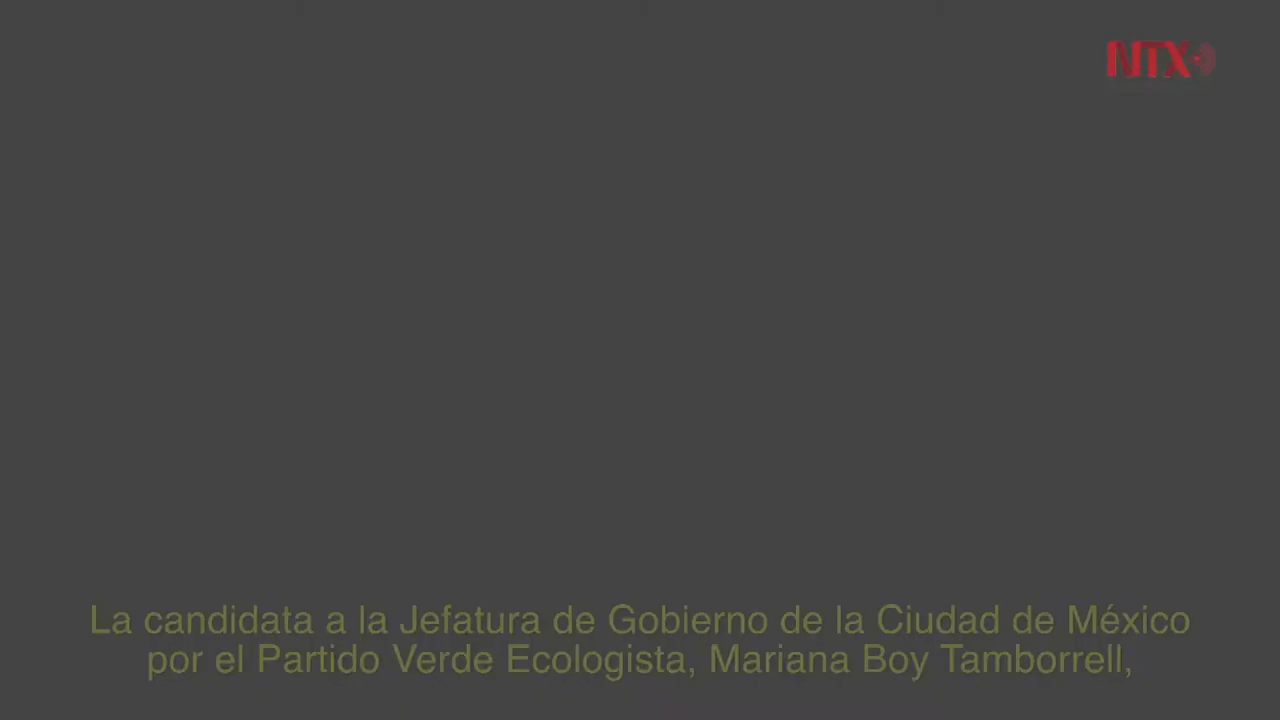 NTX
La candidata a la Jefatura de Gobierno de la Ciudad de México
por el Partido Verde Ecologista, Mariana Boy Tamborrell,